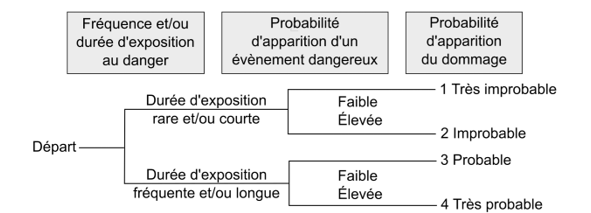 Fréquence et/ou
durée d'exposition
au danger
Probabilité
d'apparition d'un
évènement dangereux
Probabilité
d'apparition
du dommage
Départ
Durée d'exposition
rare et/ou courte
Faible
Élevée
1 Très improbable
2 Improbable
Durée d'exposition
fréquente et/ou longue
Faible
Élevée
3 Probable
4 Très probable